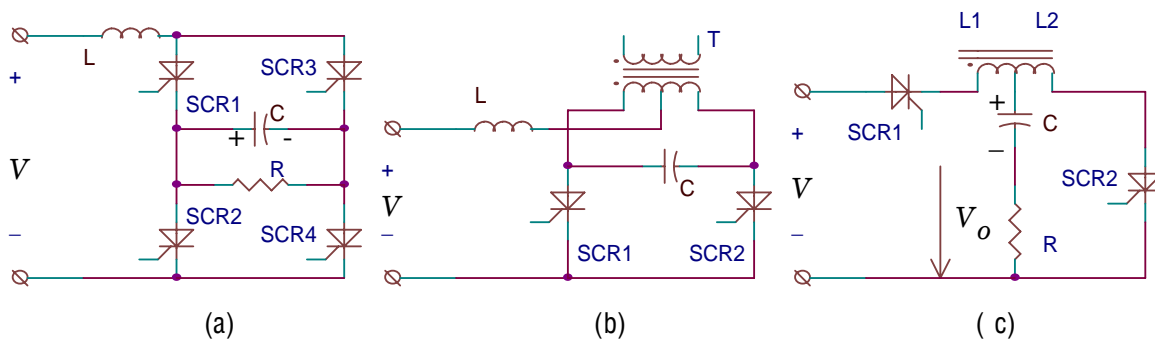 L
+
V
–
SCR1
SCR3
C
+ -
R
SCR2
SCR4
(a)
T
L
+
V
–
C
SCR1
SCR2
(b)
L1 L2
SCR1
+
C
–
+
V
–
SCR2
Vo
R
( c)